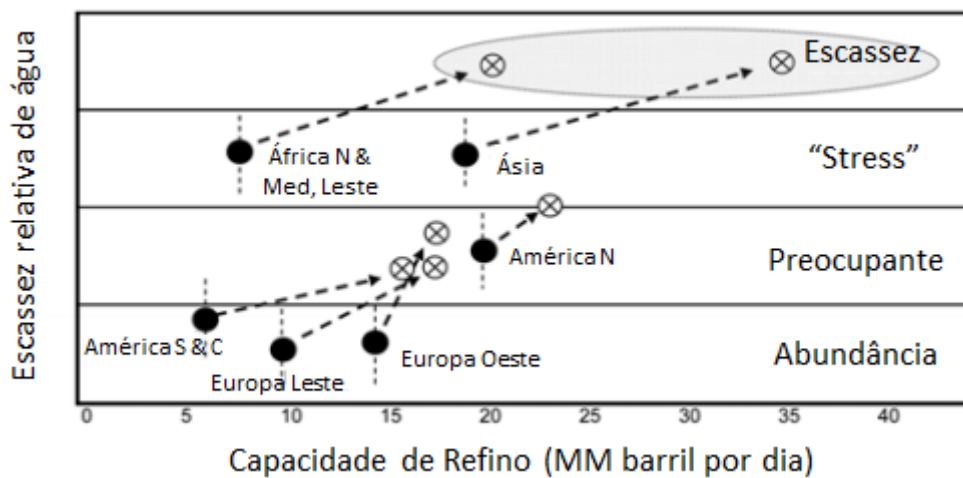 Escassez relativa de água
Escassez
África N &
Med, Leste
Ásia
“Stress”
América N
Preocupante
América S & C
Europa Leste
Europa Oeste
Abundância
0 5 10 15 20 25 30 35 40
Capacidade de Refino (MM barril por dia)